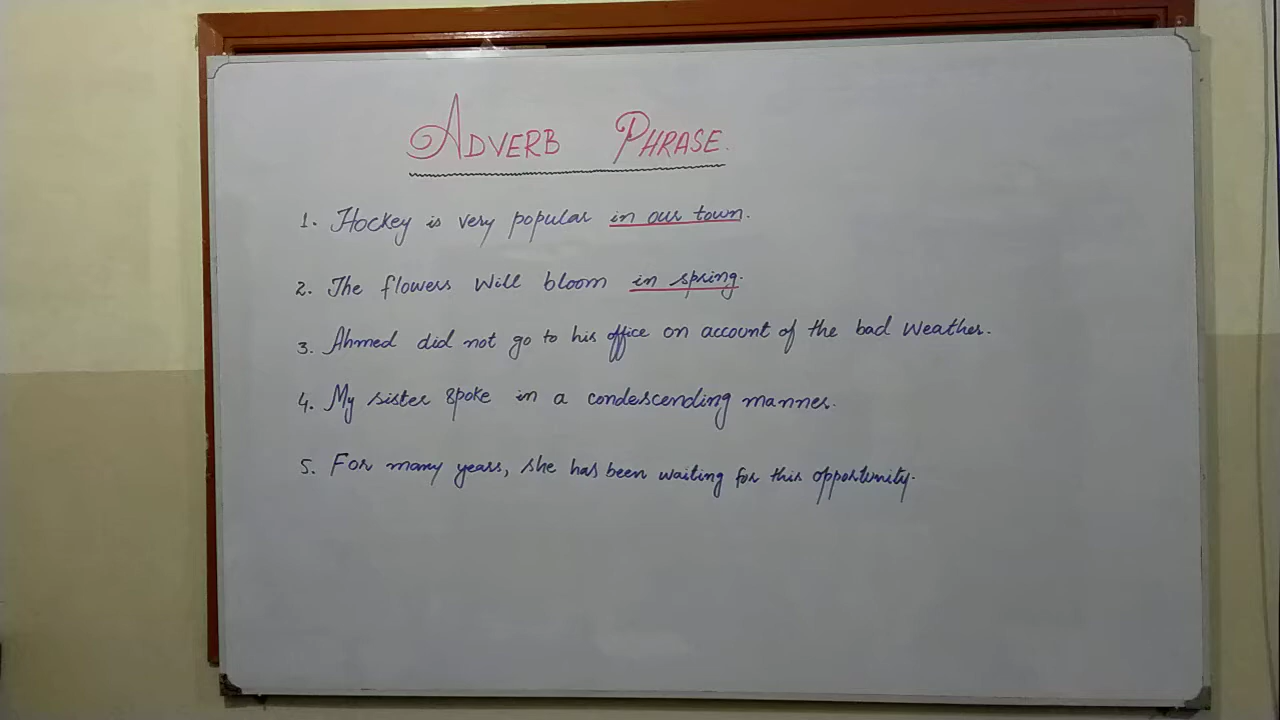 ADVERB PHRASE.
1. Hockey is very popular in our town.
2. The flowers will bloom in spring.
3. Ahmed did not go to his office on account of the bad weather.
4. My sister spoke in a condescending manner.
5. For many years, she has been waiting for this opportunity.